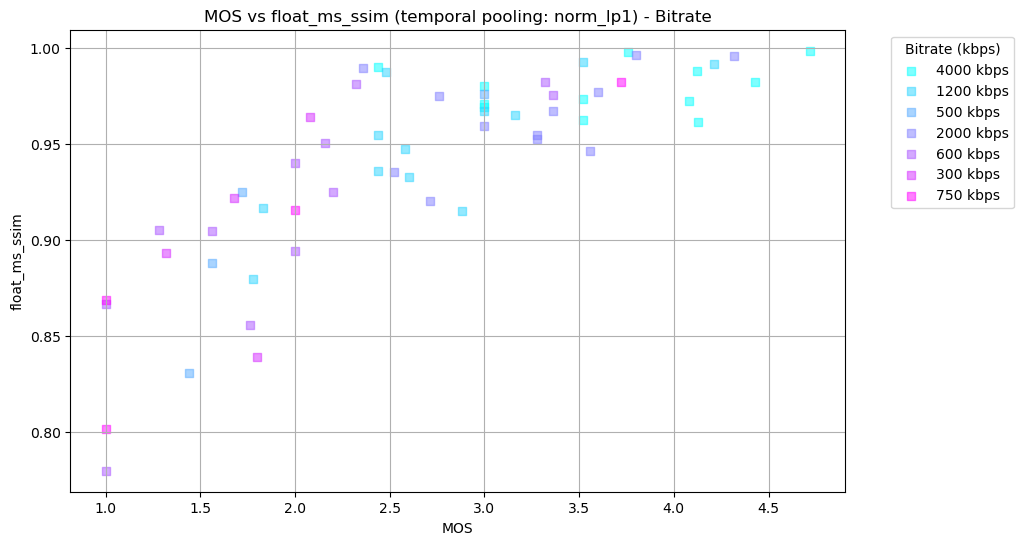 MOS vs float_ms_ssim (temporal pooling: norm_lp1) - Bitrate
1.00
0.95
0.90
0.85
0.80
float_ms_ssim
1.0
1.5
2.0
2.5
3.0
3.5
4.0
4.5
MOS
Bitrate (kbps)
4000 kbps
1200 kbps
500 kbps
2000 kbps
600 kbps
300 kbps
750 kbps